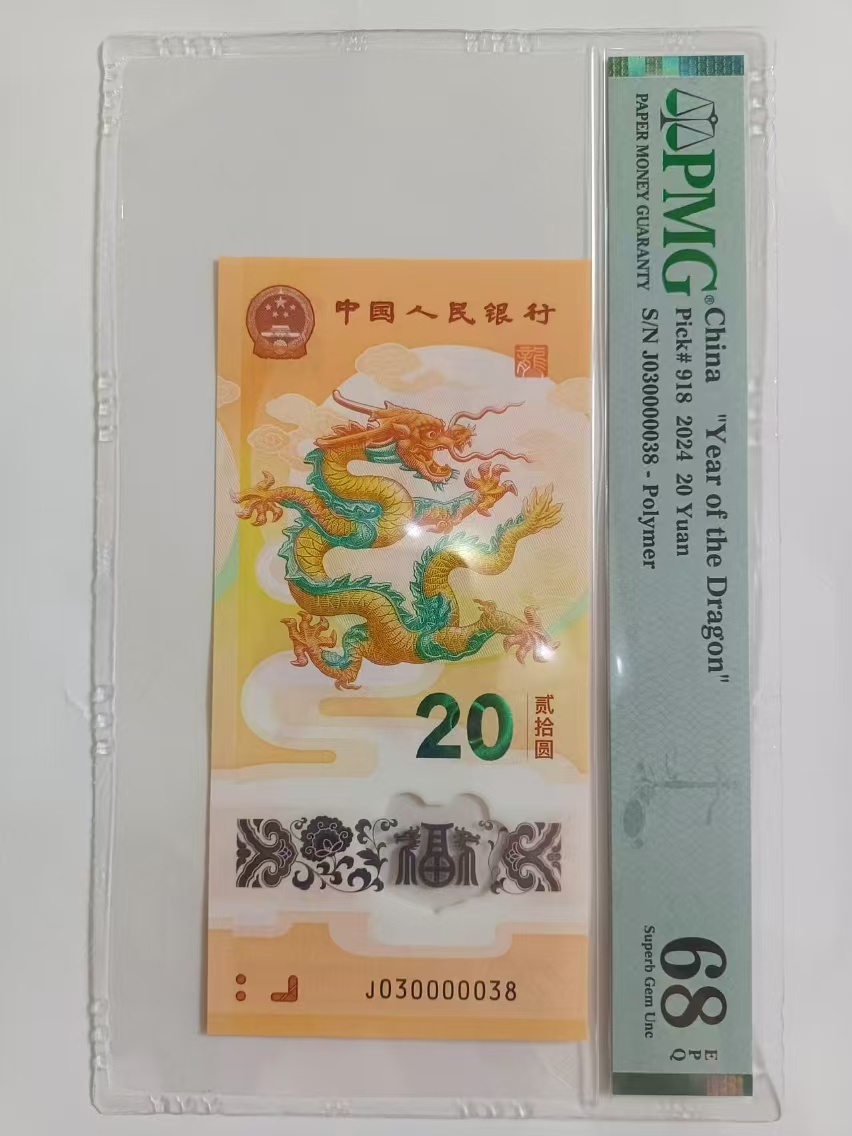 中国人民银行
龍
20
贰拾圆
福
J030000038
PMG®
PAPER MONEY GUARANTY
China "Year of the Dragon"
Pick# 918 2024 20 Yuan
S/N J030000038 - Polymer
68
EPQ
Superb Gem Unc